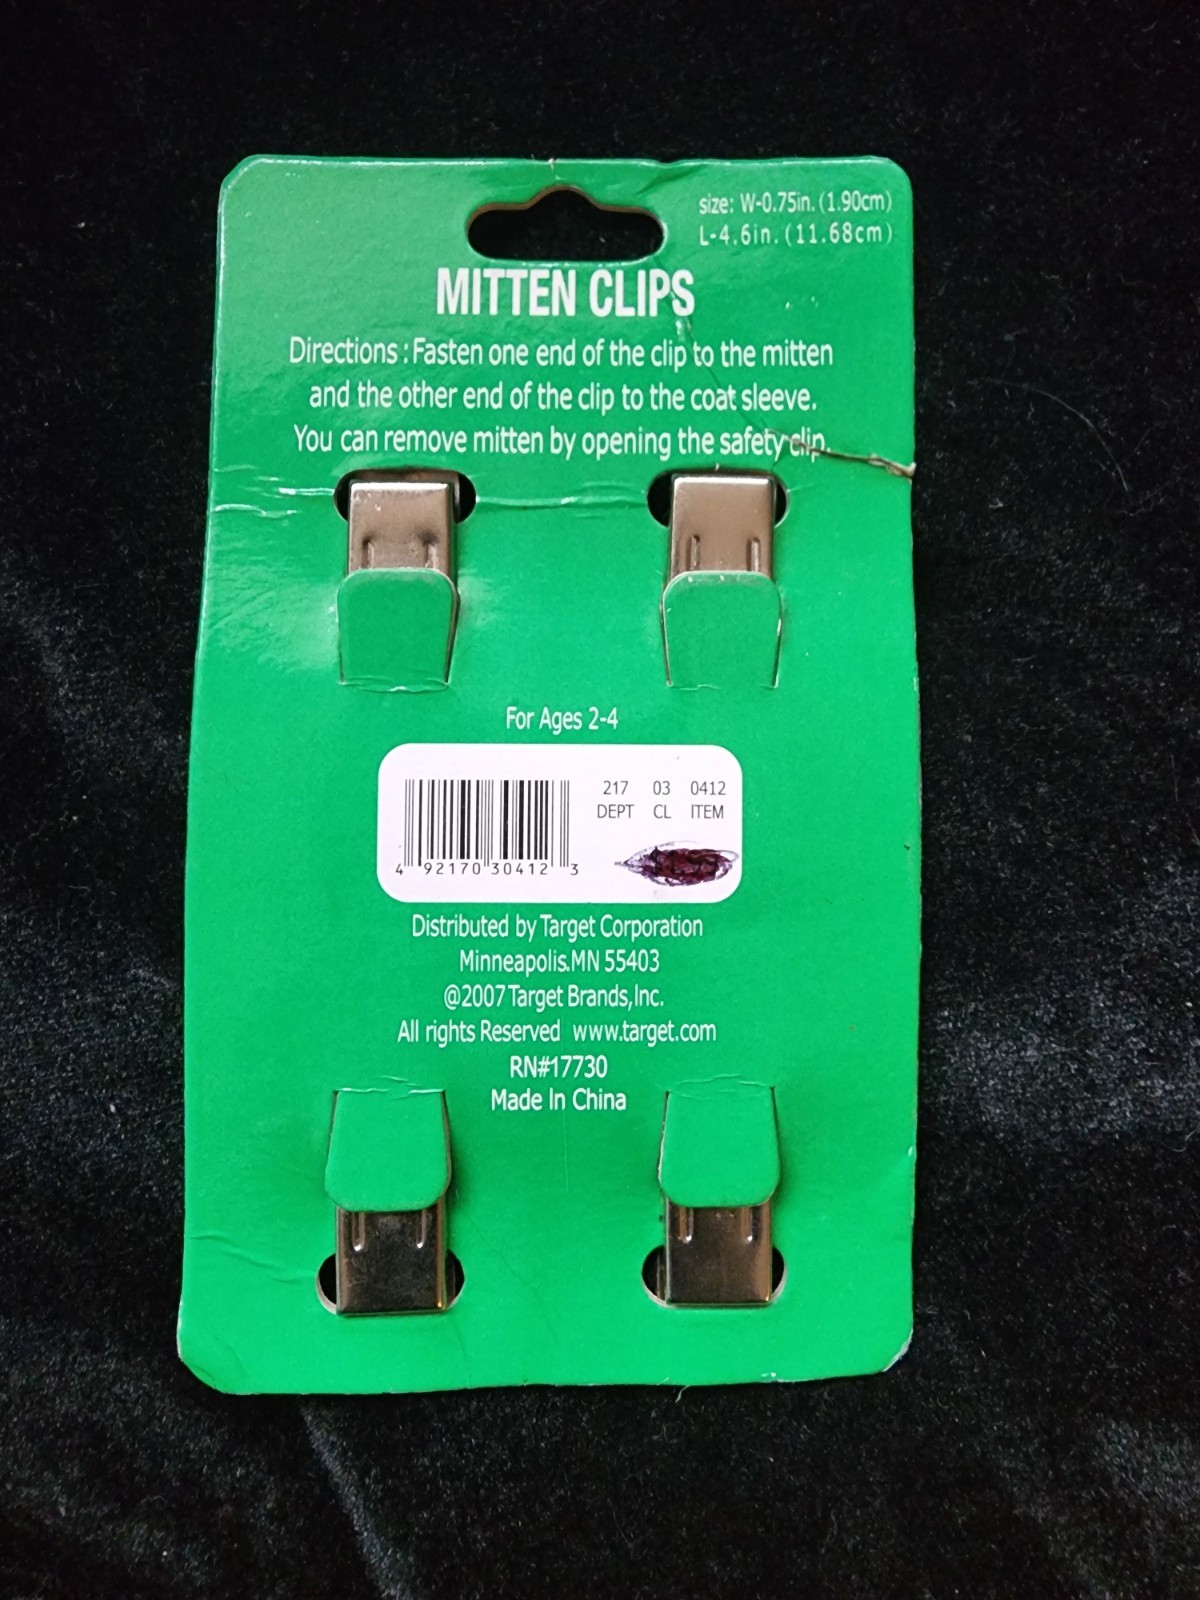 size: W-0.75in. (1.90cm)
L-4.6in. (11.68cm)
MITTEN CLIPS
Directions : Fasten one end of the clip to the mitten
and the other end of the clip to the coat sleeve.
You can remove mitten by opening the safety clip.
For Ages 2-4
217 03 0412
DEPT CL ITEM
4 92170 30412 3
Distributed by Target Corporation
Minneapolis.MN 55403
@2007 Target Brands,Inc.
All rights Reserved www.target.com
RN#17730
Made In China